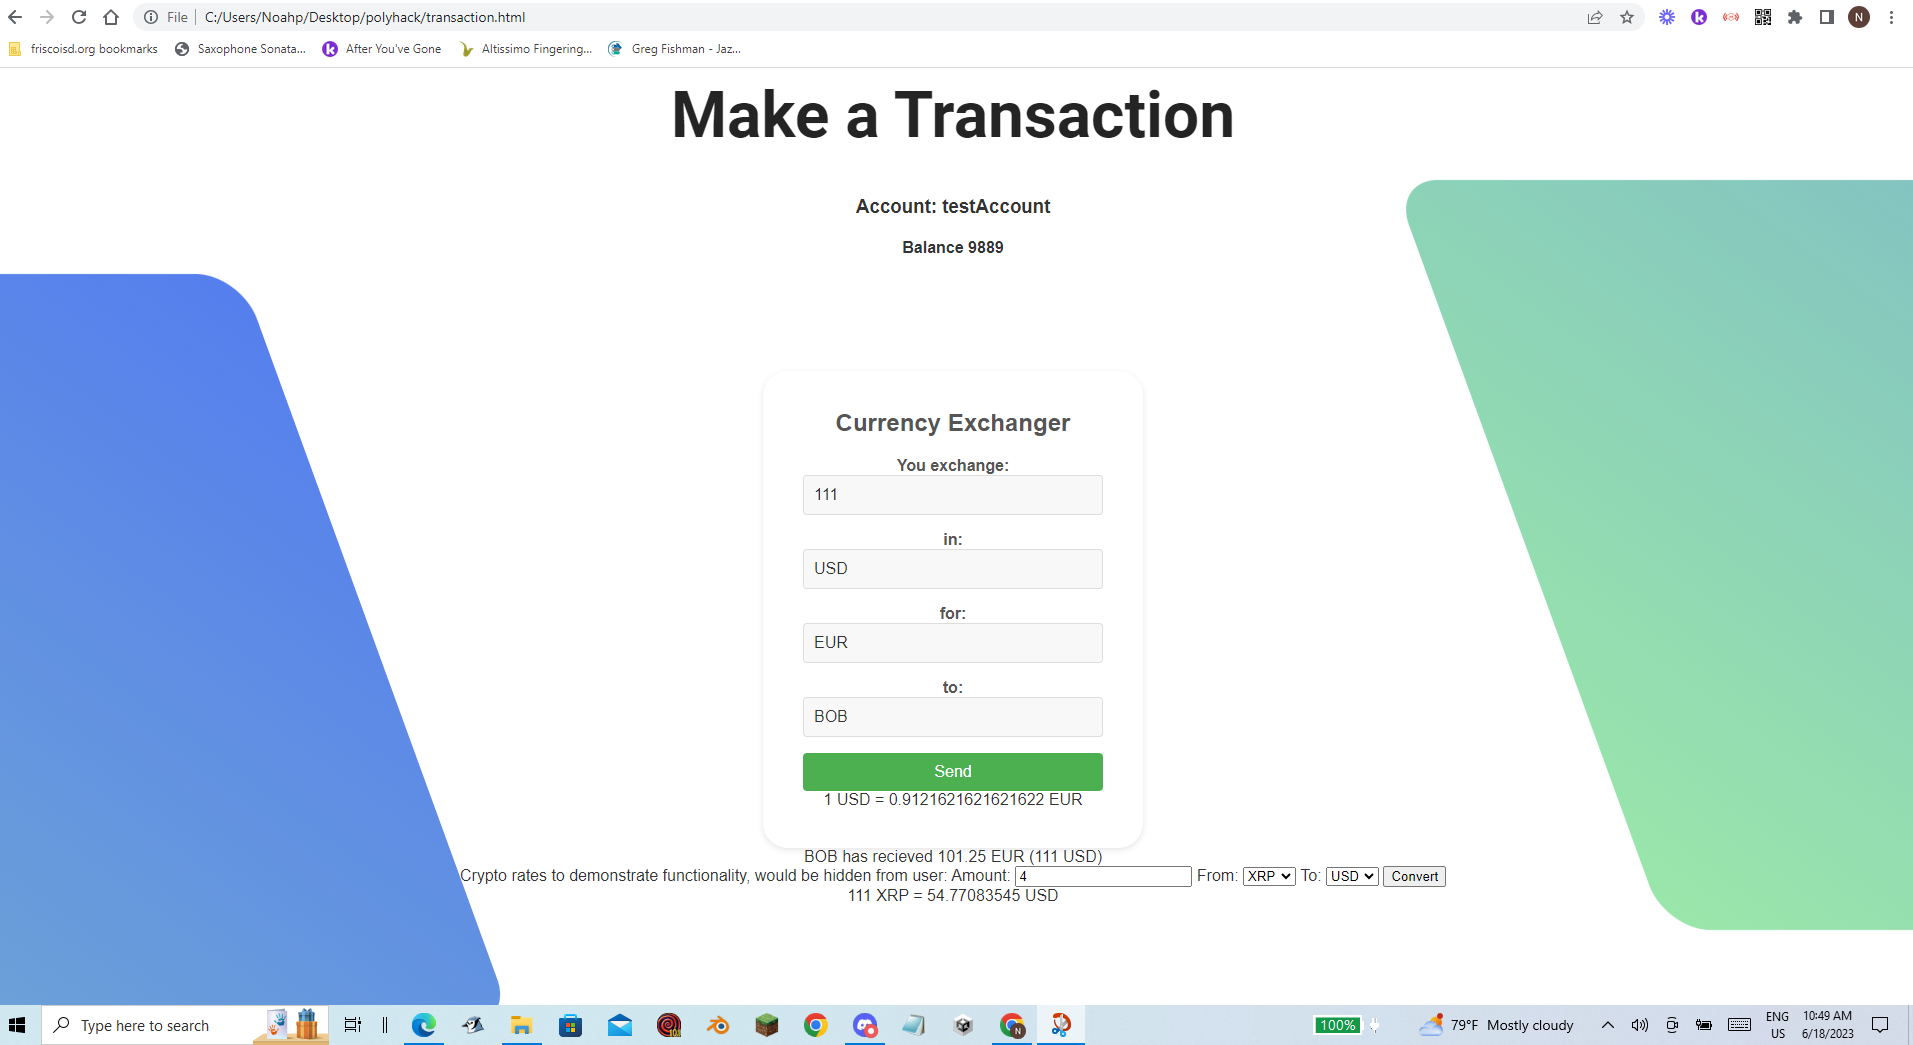 File C:/Users/Noahp/Desktop/polyhack/transaction.html
N
friscoisd.org bookmarks Saxophone Sonata... After You've Gone Altissimo Fingering... Greg Fishman - Jaz...
Make a Transaction
Account: testAccount
Balance 9889
Currency Exchanger
You exchange:
111
in:
USD
for:
EUR
to:
BOB
Send
1 USD = 0.9121621621621622 EUR
BOB has recieved 101.25 EUR (111 USD)
Crypto rates to demonstrate functionality, would be hidden from user: Amount: 4 From: XRP To: USD Convert
111 XRP = 54.77083545 USD
Type here to search
N
100%
79°F Mostly cloudy
ENG
US
10:49 AM
6/18/2023